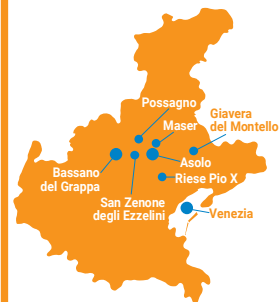 Possagno
Maser
Giavera
del Montello
Asolo
Bassano
del Grappa
Riese Pio X
San Zenone
degli Ezzelini
Venezia